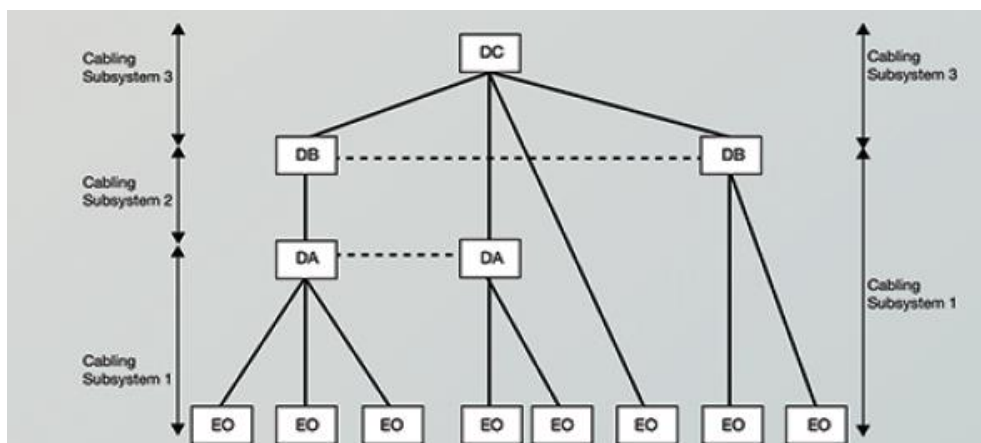 DC
Cabling
Subsystem 3
Cabling
Subsystem 3
DB
DB
Cabling
Subsystem 2
DA
DA
Cabling
Subsystem 1
Cabling
Subsystem 1
EO
EO
EO
EO
EO
EO
EO
EO